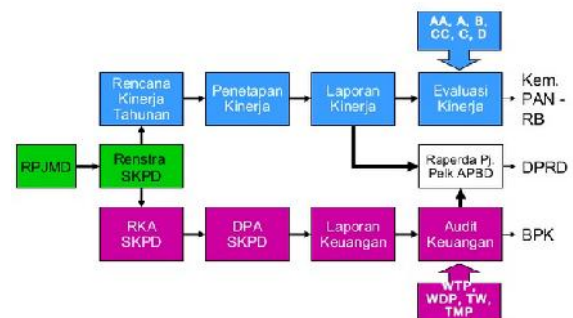 AA, A, B,
CC, C, D
Rencana
Kinerja
Tahunan
Penetapan
Kinerja
Laporan
Kinerja
Evaluasi
Kinerja
Kem.
PAN -
RB
RPJMD
Renstra
SKPD
Raperda Pj.
Pelk APBD
DPRD
RKA
SKPD
DPA
SKPD
Laporan
Keuangan
Audit
Keuangan
BPK
WTP,
WDP, TW,
TMP